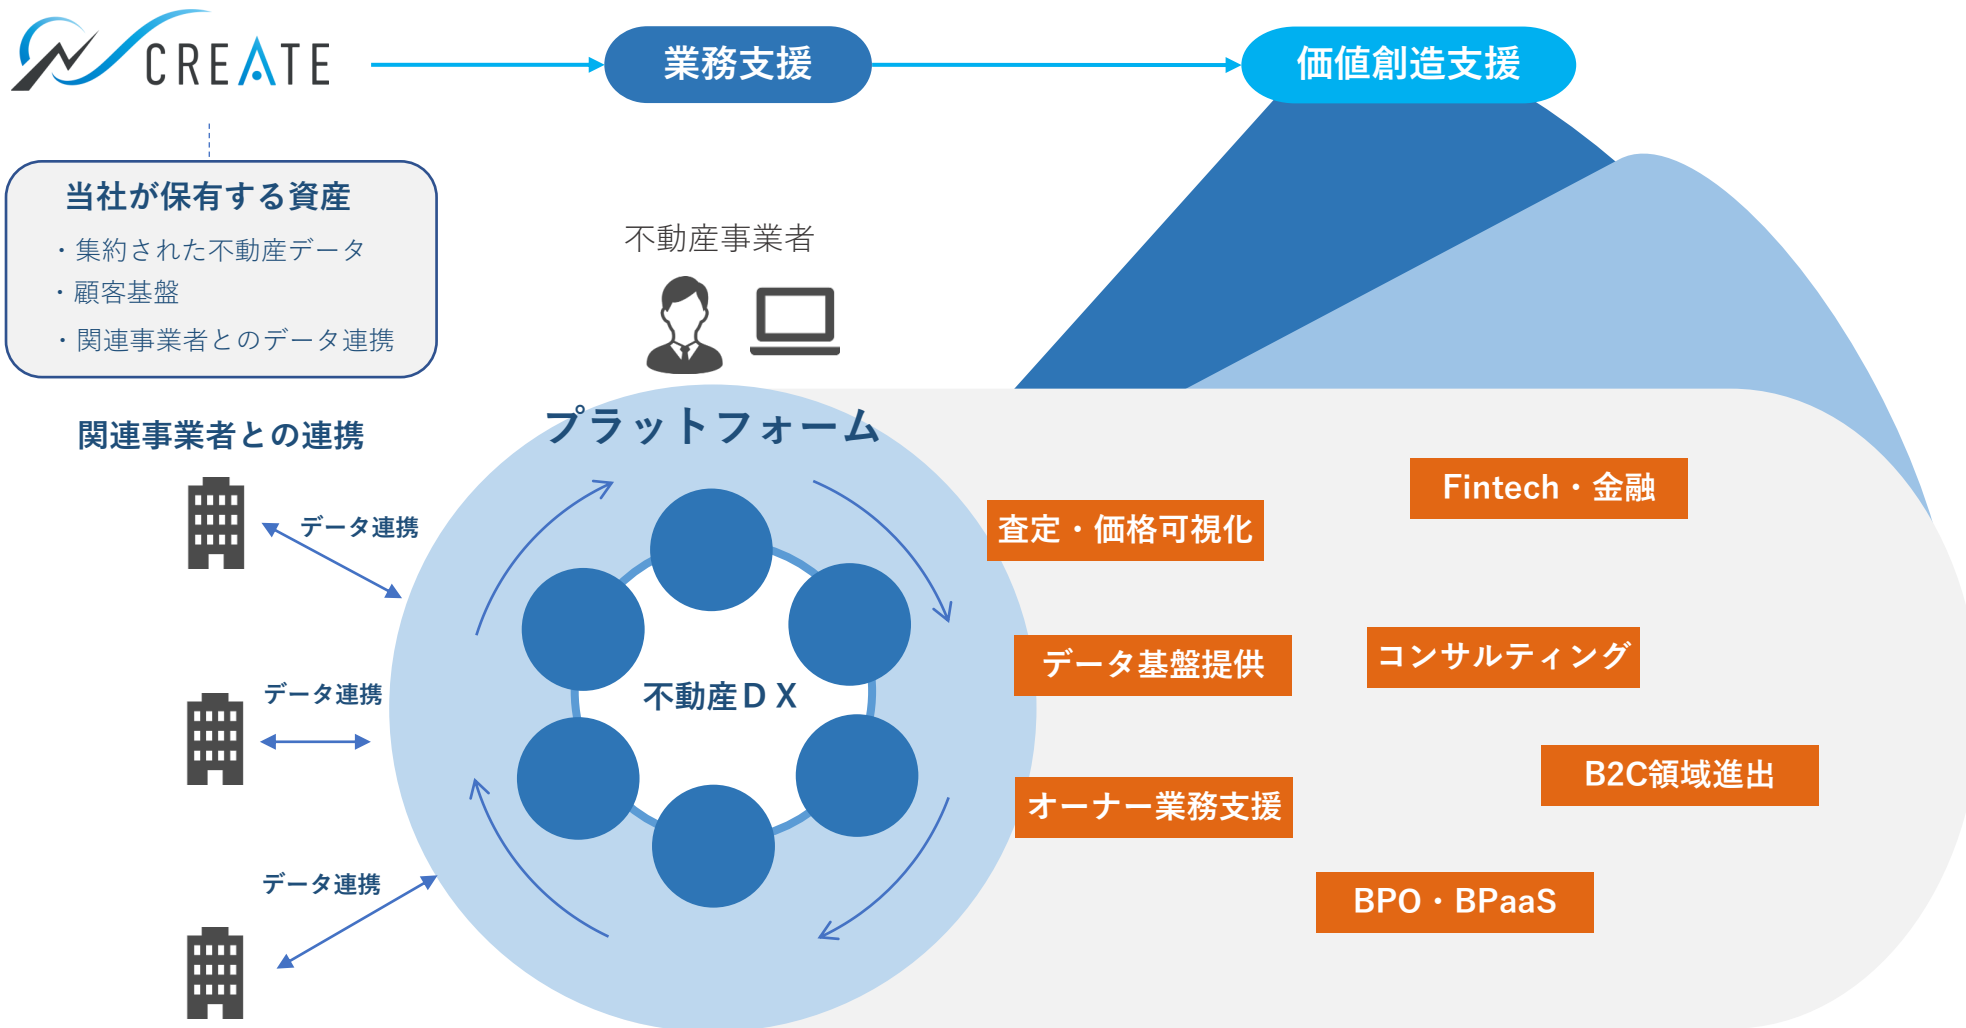 CREATE
業務支援
価値創造支援
当社が保有する資産
・集約された不動産データ
・顧客基盤
・関連事業者とのデータ連携
不動産事業者
関連事業者との連携
プラットフォーム
データ連携
データ連携
データ連携
不動産ＤＸ
査定・価格可視化
Fintech・金融
データ基盤提供
コンサルティング
B2C領域進出
オーナー業務支援
BPO・BPaaS